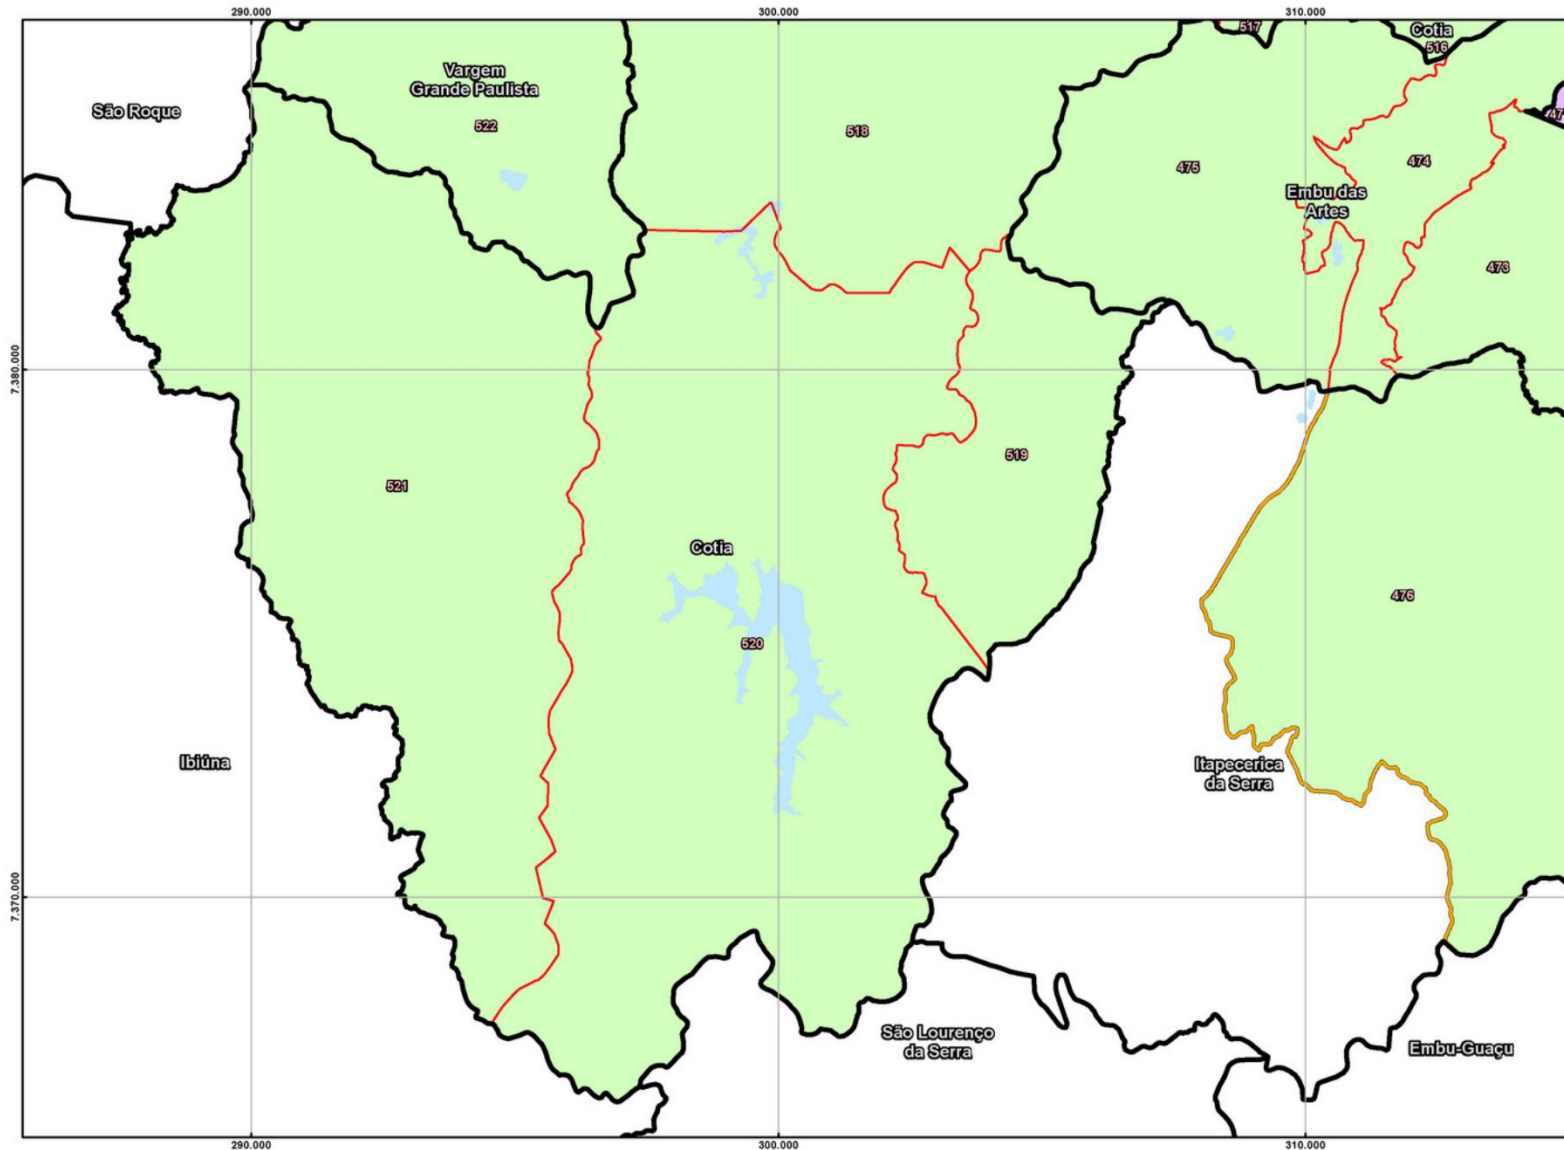 290.000
300.000
310.000
517
Cotia
516
Vargem
Grande Paulista
522
São Roque
518
475
474
47
Embu das
Artes
473
7.380.000
519
521
Cotia
476
520
Ibiúna
Itapecerica
da Serra
7.370.000
São Lourenço
da Serra
Embu-Guaçu
290.000
300.000
310.000